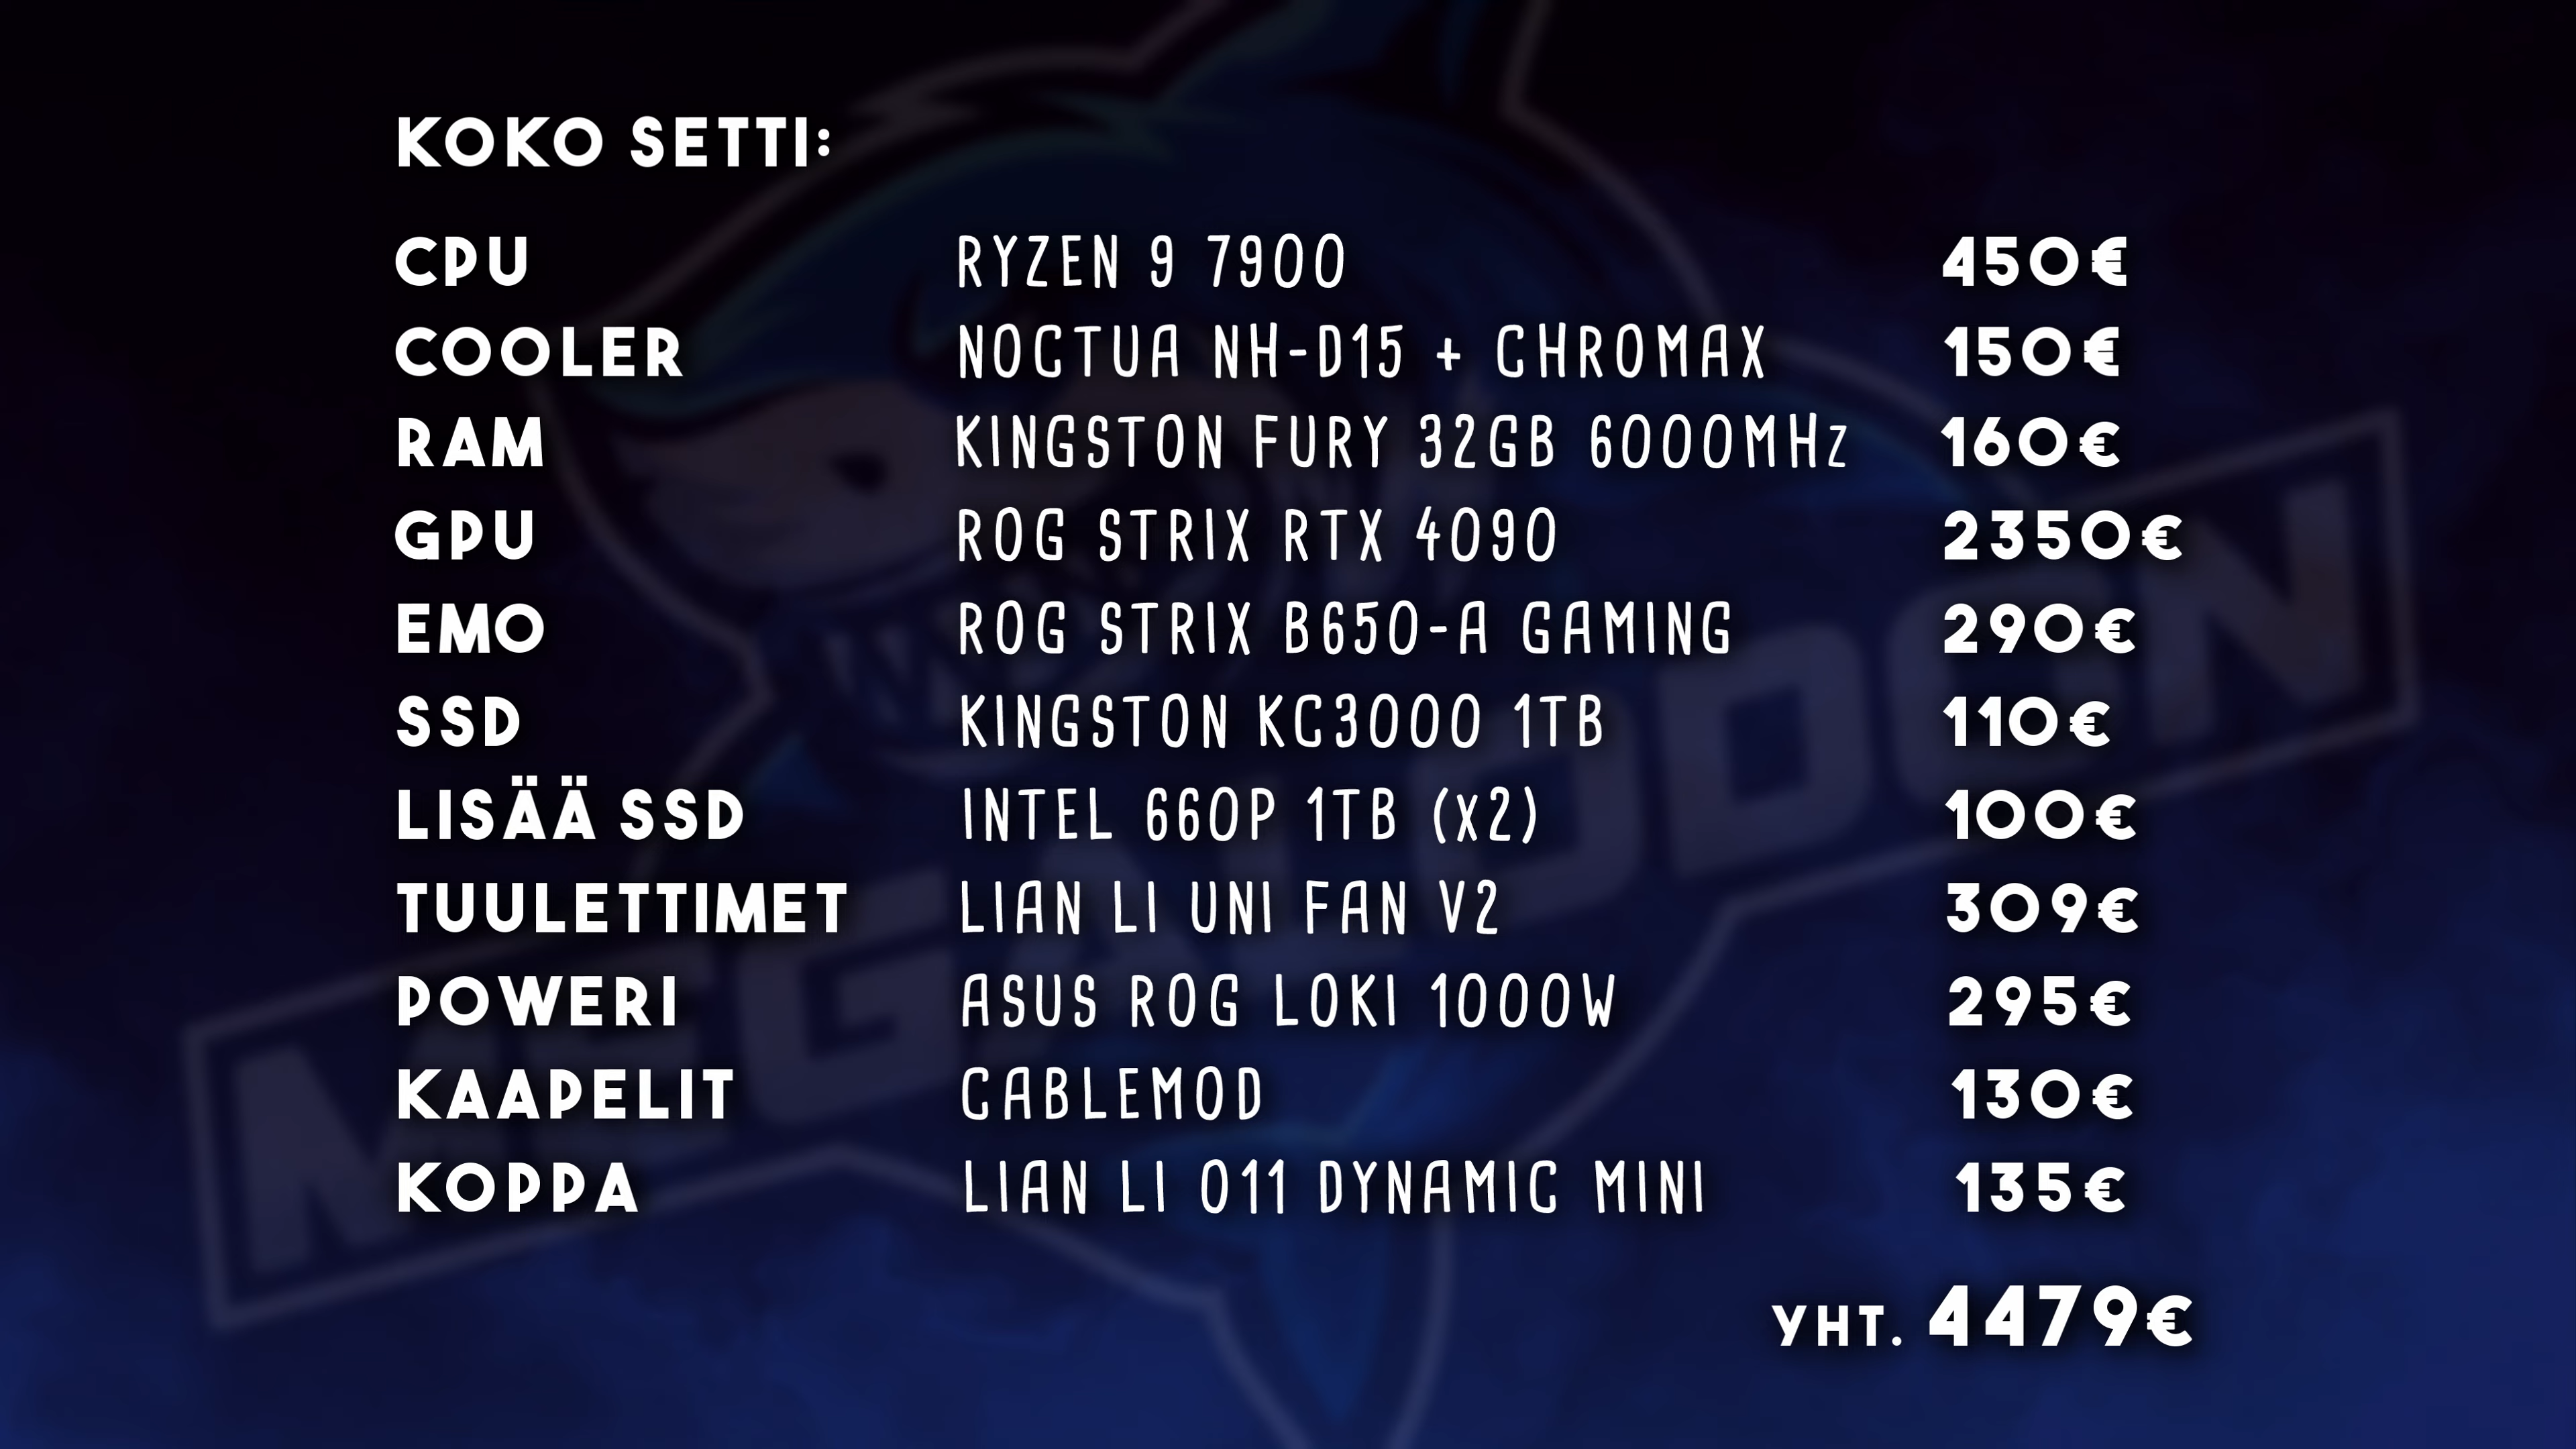 KOKO SETTI:
CPU RYZEN 9 7900 450€
COOLER NOCTUA NH-D15 + CHROMAX 150€
RAM KINGSTON FURY 32GB 6000MHz 160€
GPU ROG STRIX RTX 4090 2350€
EMO ROG STRIX B650-A GAMING 290€
SSD KINGSTON KC3000 1TB 110€
LISÄÄ SSD INTEL 660P 1TB (X2) 100€
TUULETTIMET LIAN LI UNI FAN V2 309€
POWERI ASUS ROG LOKI 1000W 295€
KAAPELIT CABLEMOD 130€
KOPPA LIAN LI O11 DYNAMIC MINI 135€
YHT. 4479€
MEGALODON